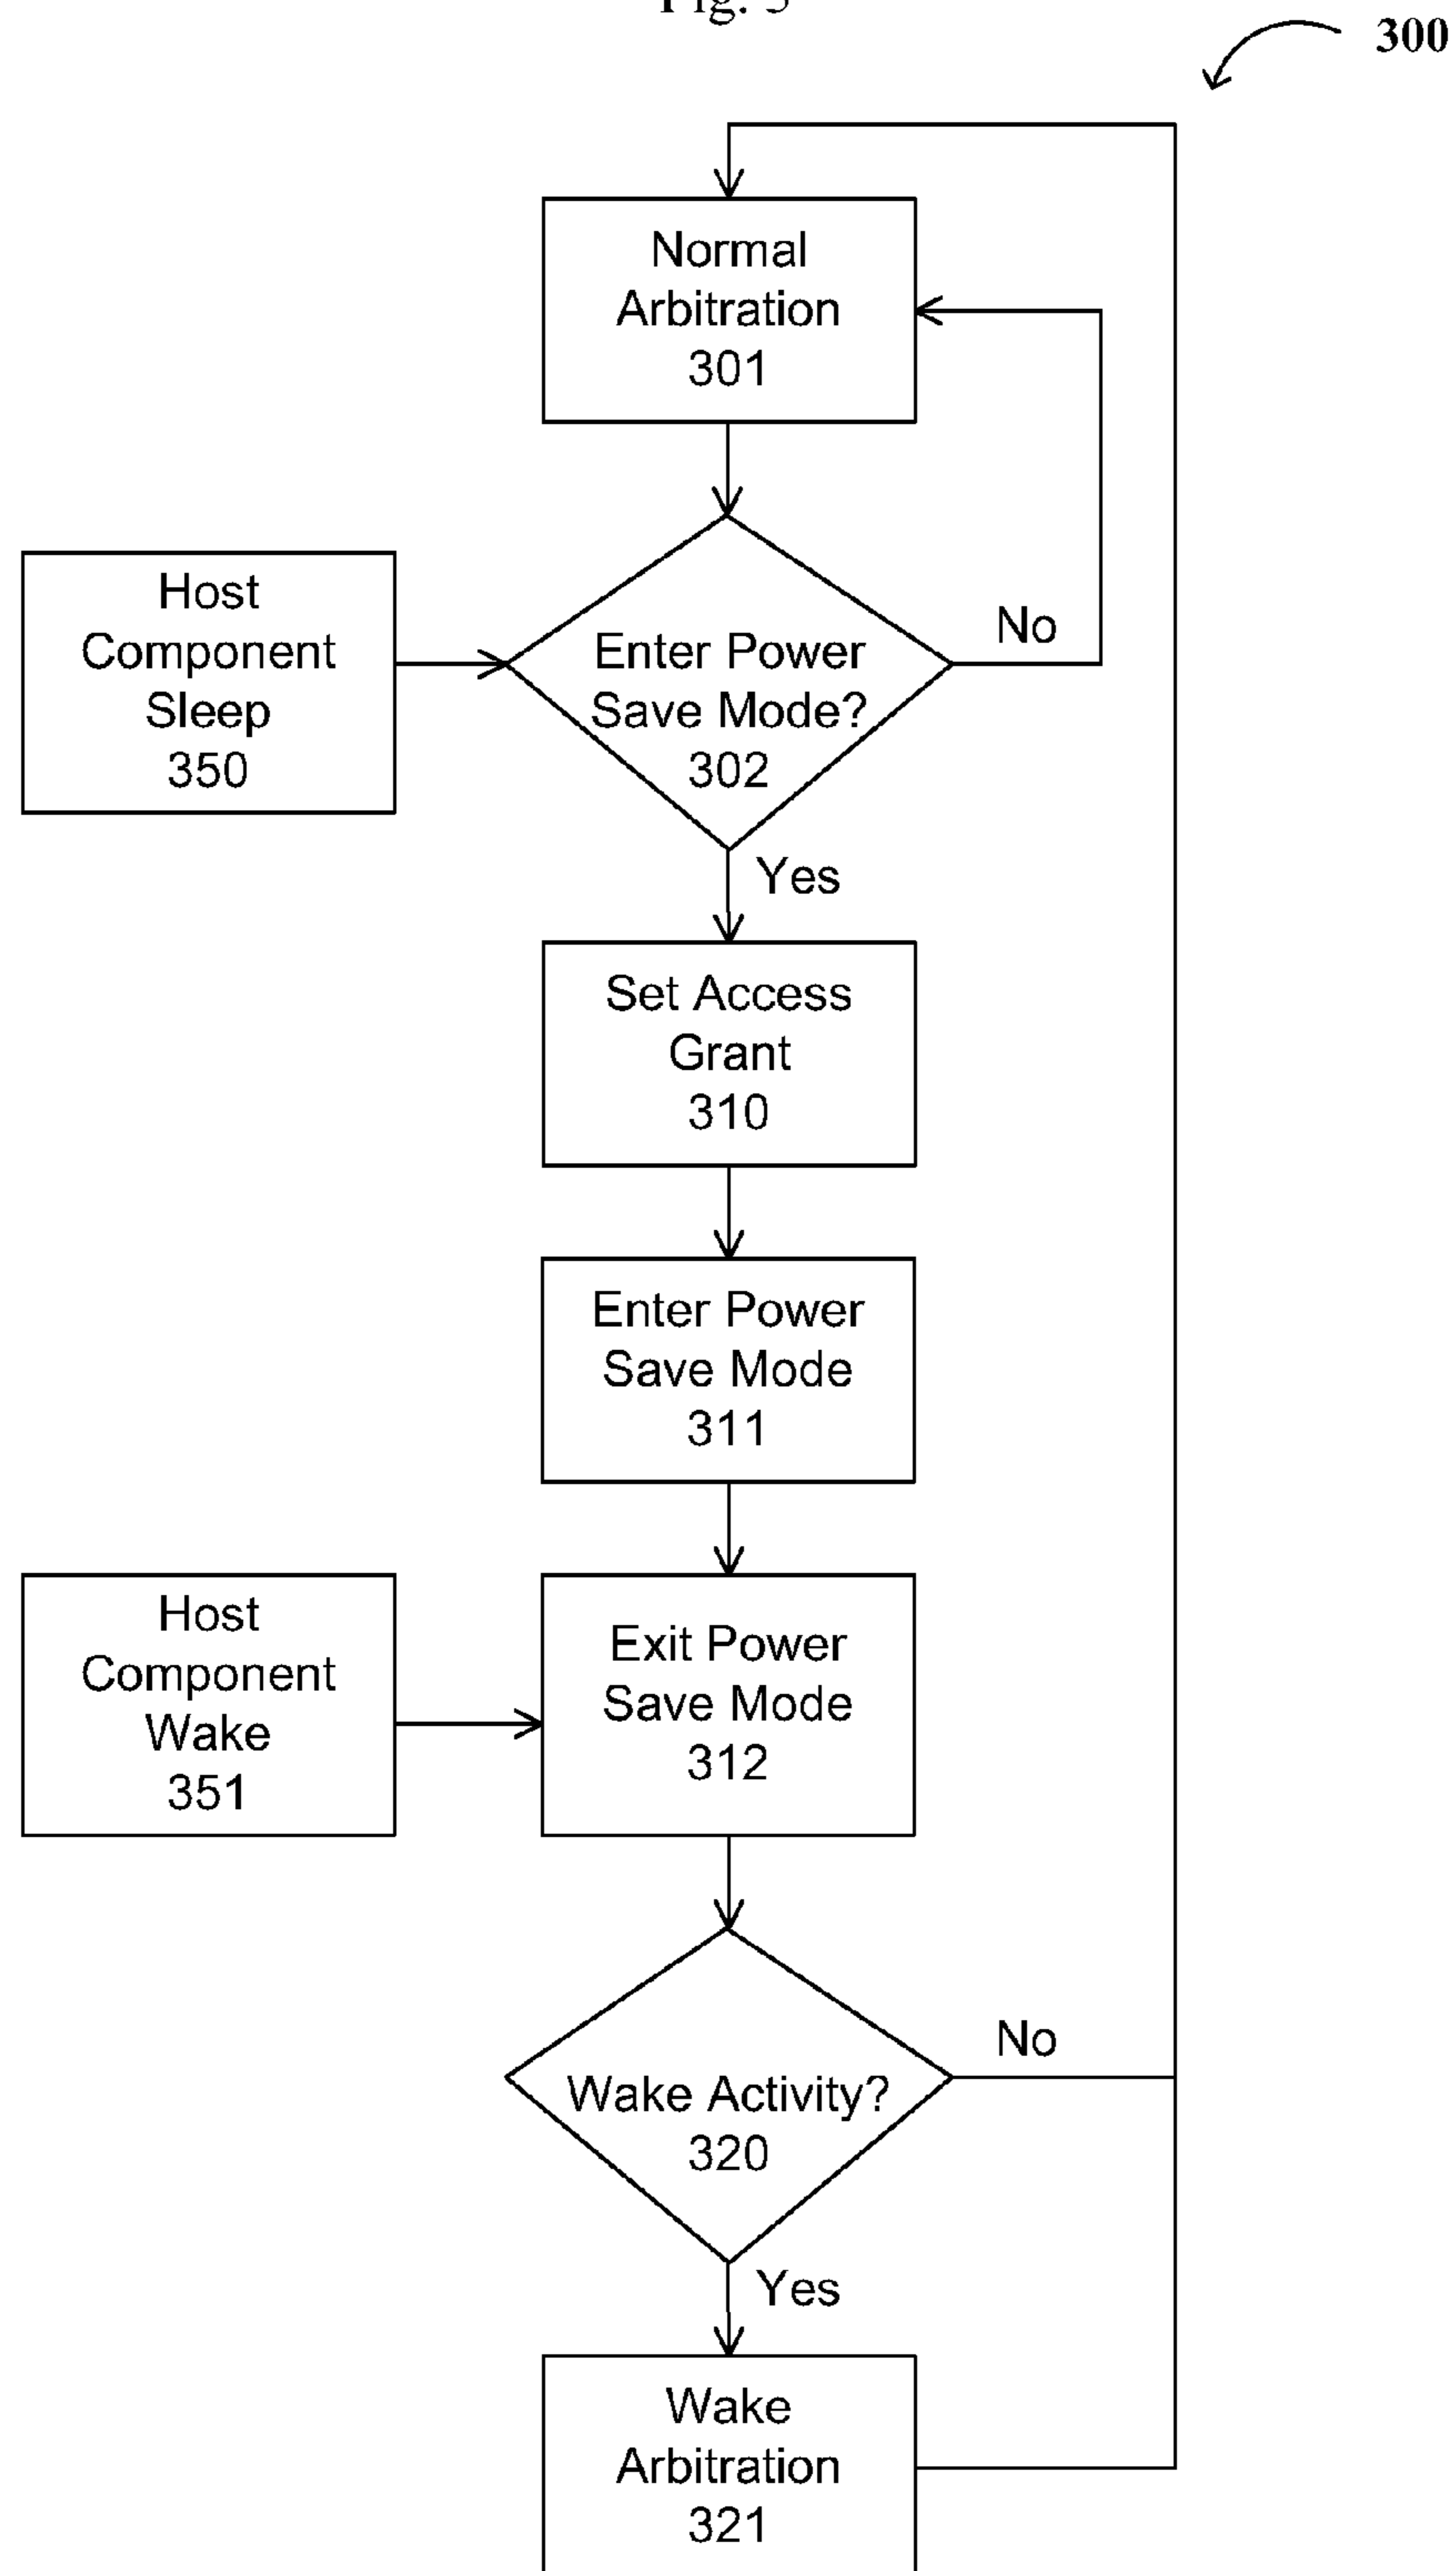 Fig. 3
300
Normal
Arbitration
301
Host
Component
Sleep
350
Enter Power
Save Mode?
302
No
Yes
Set Access
Grant
310
Enter Power
Save Mode
311
Host
Component
Wake
351
Exit Power
Save Mode
312
Wake Activity?
320
No
Yes
Wake
Arbitration
321